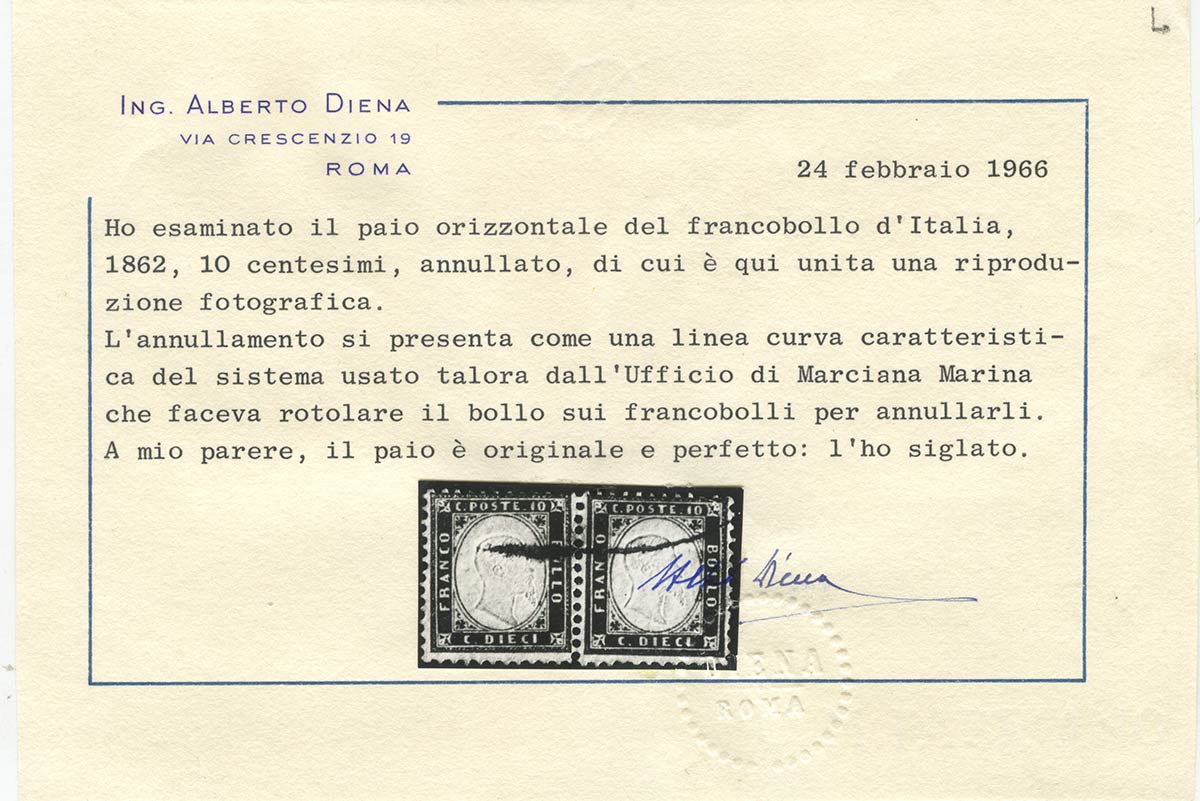 L
ING. ALBERTO DIENA
VIA CRESCENZIO 19
ROMA
24 febbraio 1966
Ho esaminato il paio orizzontale del francobollo d'Italia,
1862, 10 centesimi, annullato, di cui è qui unita una riprodu-
zione fotografica.
L'annullamento si presenta come una linea curva caratteristi-
ca del sistema usato talora dall'Ufficio di Marciana Marina
che faceva rotolare il bollo sui francobolli per annullarli.
A mio parere, il paio è originale e perfetto: l'ho siglato.
C. POSTE. 10
FRANCO
BOLLO
C. DIECI
C. POSTE. 10
FRANCO
BOLLO
C. DIECI
Diena
ROMA